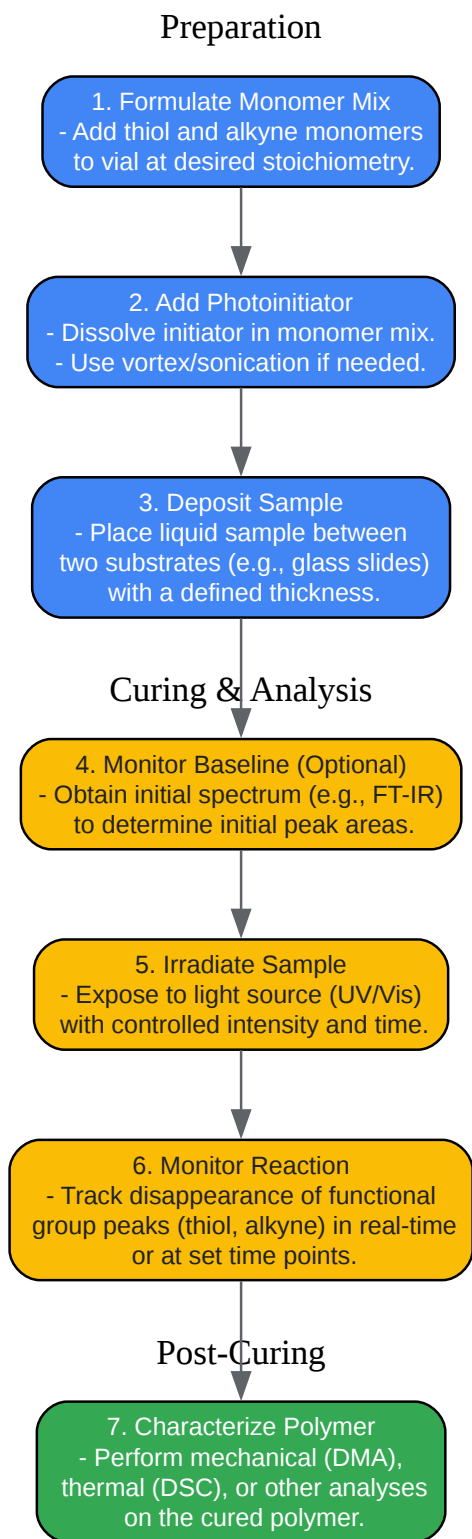 Preparation
1. Formulate Monomer Mix
- Add thiol and alkyne monomers
to vial at desired stoichiometry.
2. Add Photoinitiator
- Dissolve initiator in monomer mix.
- Use vortex/sonication if needed.
3. Deposit Sample
- Place liquid sample between
two substrates (e.g., glass slides)
with a defined thickness.
Curing & Analysis
4. Monitor Baseline (Optional)
- Obtain initial spectrum (e.g., FT-IR)
to determine initial peak areas.
5. Irradiate Sample
- Expose to light source (UV/Vis)
with controlled intensity and time.
6. Monitor Reaction
- Track disappearance of functional
group peaks (thiol, alkyne) in real-time
or at set time points.
Post-Curing
7. Characterize Polymer
- Perform mechanical (DMA),
thermal (DSC), or other analyses
on the cured polymer.